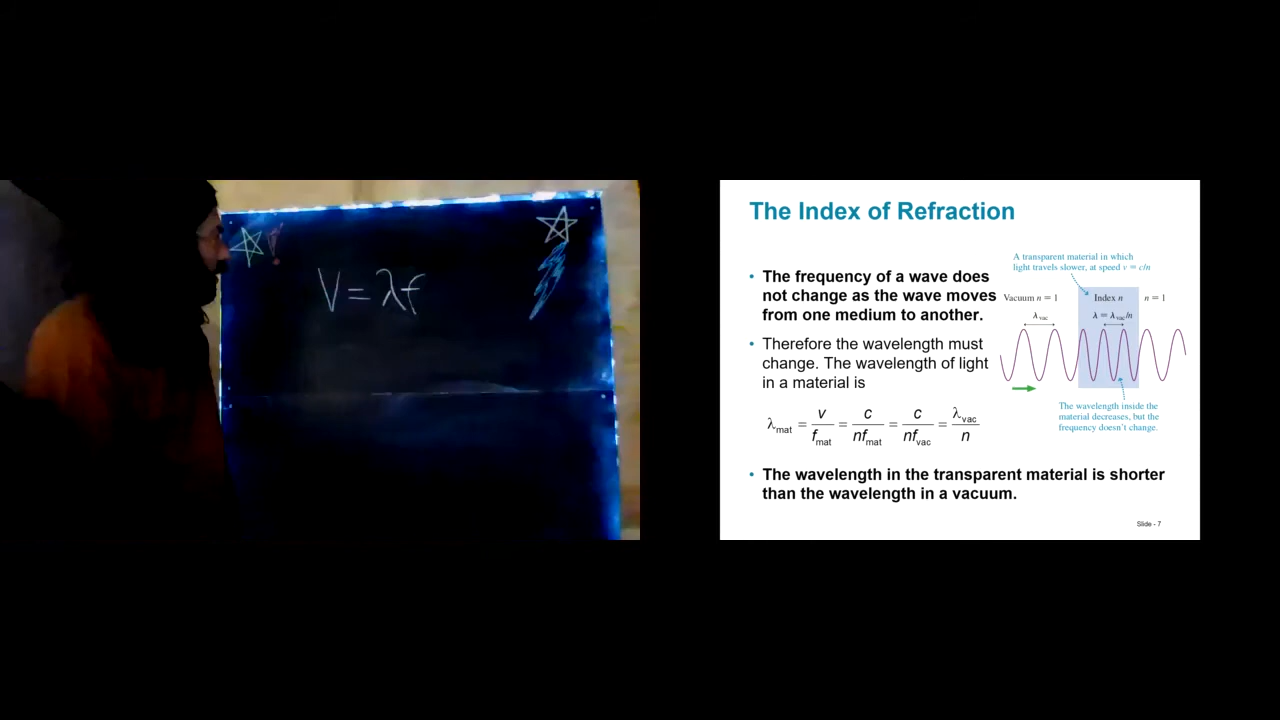 V = λf
The Index of Refraction
• The frequency of a wave does
not change as the wave moves
from one medium to another.
• Therefore the wavelength must
change. The wavelength of light
in a material is
λmat = v/fmat = c/nfmat = c/nfvac = λvac/n
• The wavelength in the transparent material is shorter
than the wavelength in a vacuum.
A transparent material in which
light travels slower, at speed v = c/n
Vacuum n = 1
Index n
n = 1
λvac
λ = λvac/n
The wavelength inside the
material decreases, but the
frequency doesn't change.
Slide - 7